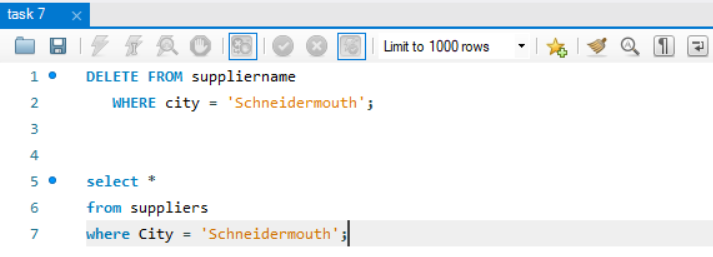 task 7
Limit to 1000 rows
1 DELETE FROM suppliername
2 WHERE city = 'Schneidermouth';
3
4
5 select *
6 from suppliers
7 where City = 'Schneidermouth';